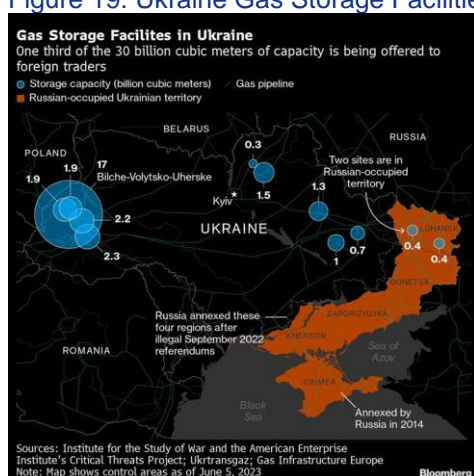 Figure 19: Ukraine Gas Storage Facilitie
Gas Storage Facilites in Ukraine
One third of the 30 billion cubic meters of capacity is being offered to
foreign traders
Storage capacity (billion cubic meters) Gas pipeline
Russian-occupied Ukrainian territory
BELARUS
RUSSIA
POLAND
0.3
Two sites are in
Russian-occupied
territory
1.9
17
1.9
Bilche-Volytsko-Uherske
Kyiv
1.5
1.3
2.2
UKRAINE
LUHANSK
0.4
2.3
1
0.7
0.4
DONETSK
Russia annexed these
four regions after
illegal September 2022
referendums
ZAPORIZHZHIA
KHERSON
ROMANIA
Sea of
Azov
CRIMEA
Black
Sea
Annexed by
Russia in 2014
Sources: Institute for the Study of War and the American Enterprise
Institute's Critical Threats Project; Ukrtransgaz; Gas Infrastructure Europe
Note: Map shows control areas as of June 5, 2023
Bloomberg